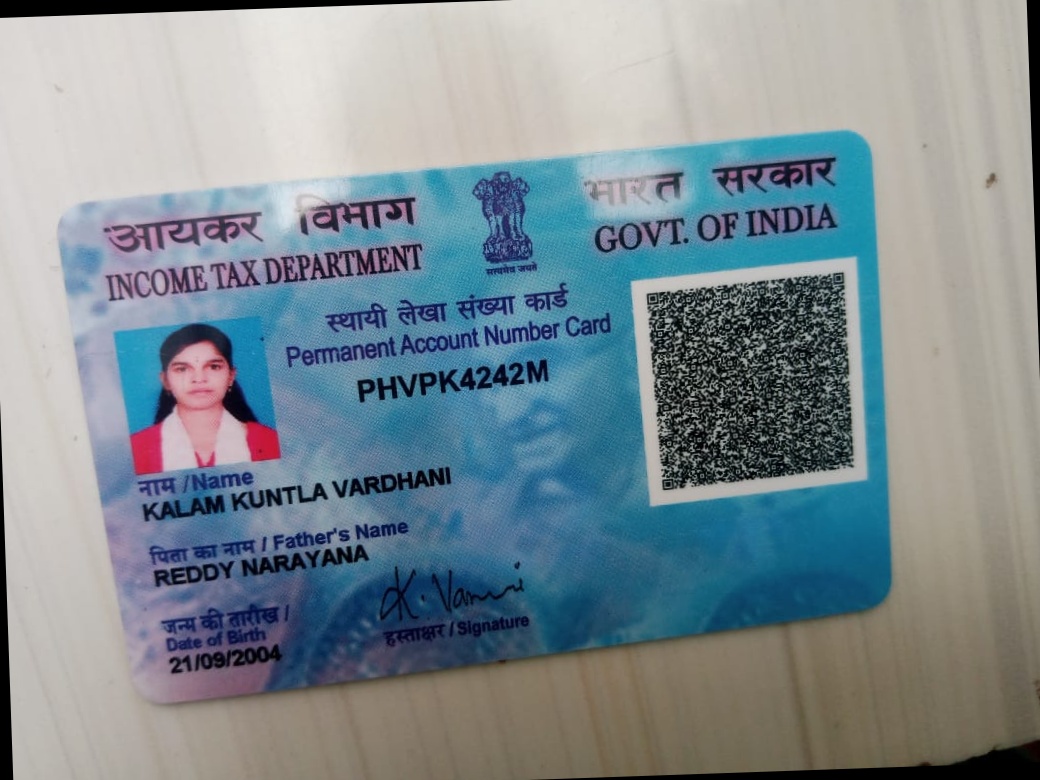 आयकर विभाग
INCOME TAX DEPARTMENT
सत्यमेव जयते
भारत सरकार
GOVT. OF INDIA
स्थायी लेखा संख्या कार्ड
Permanent Account Number Card
PHVPK4242M
नाम /Name
KALAM KUNTLA VARDHANI
पिता का नाम / Father's Name
REDDY NARAYANA
जन्म की तारीख /
Date of Birth
21/09/2004
हस्ताक्षर / Signature